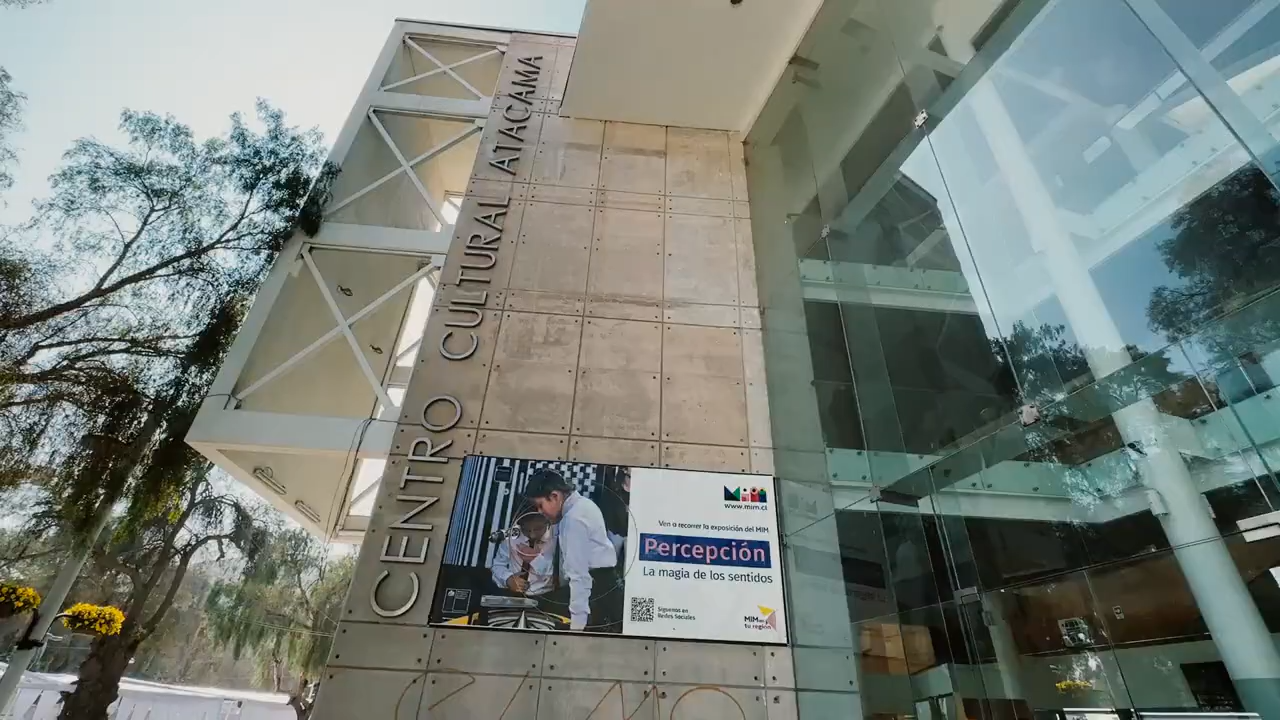 CENTRO CULTURAL ATACAMA
MiM
www.mim.cl
Ven a recorrer la exposición del MIM
Percepción
La magia de los sentidos
Síguenos en
Redes Sociales
MIM en
tu región